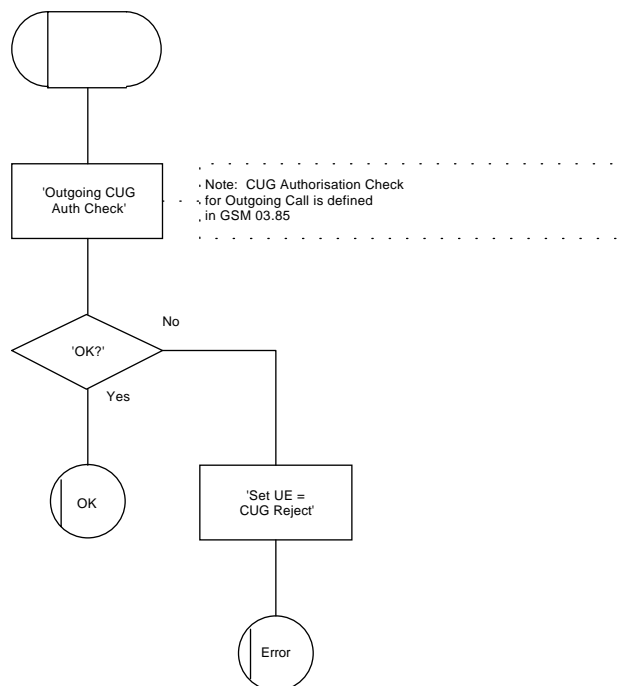 'Outgoing CUG
Auth Check'
Note: CUG Authorisation Check
for Outgoing Call is defined
in GSM 03.85
No
'OK?'
Yes
OK
'Set UE =
CUG Reject'
Error